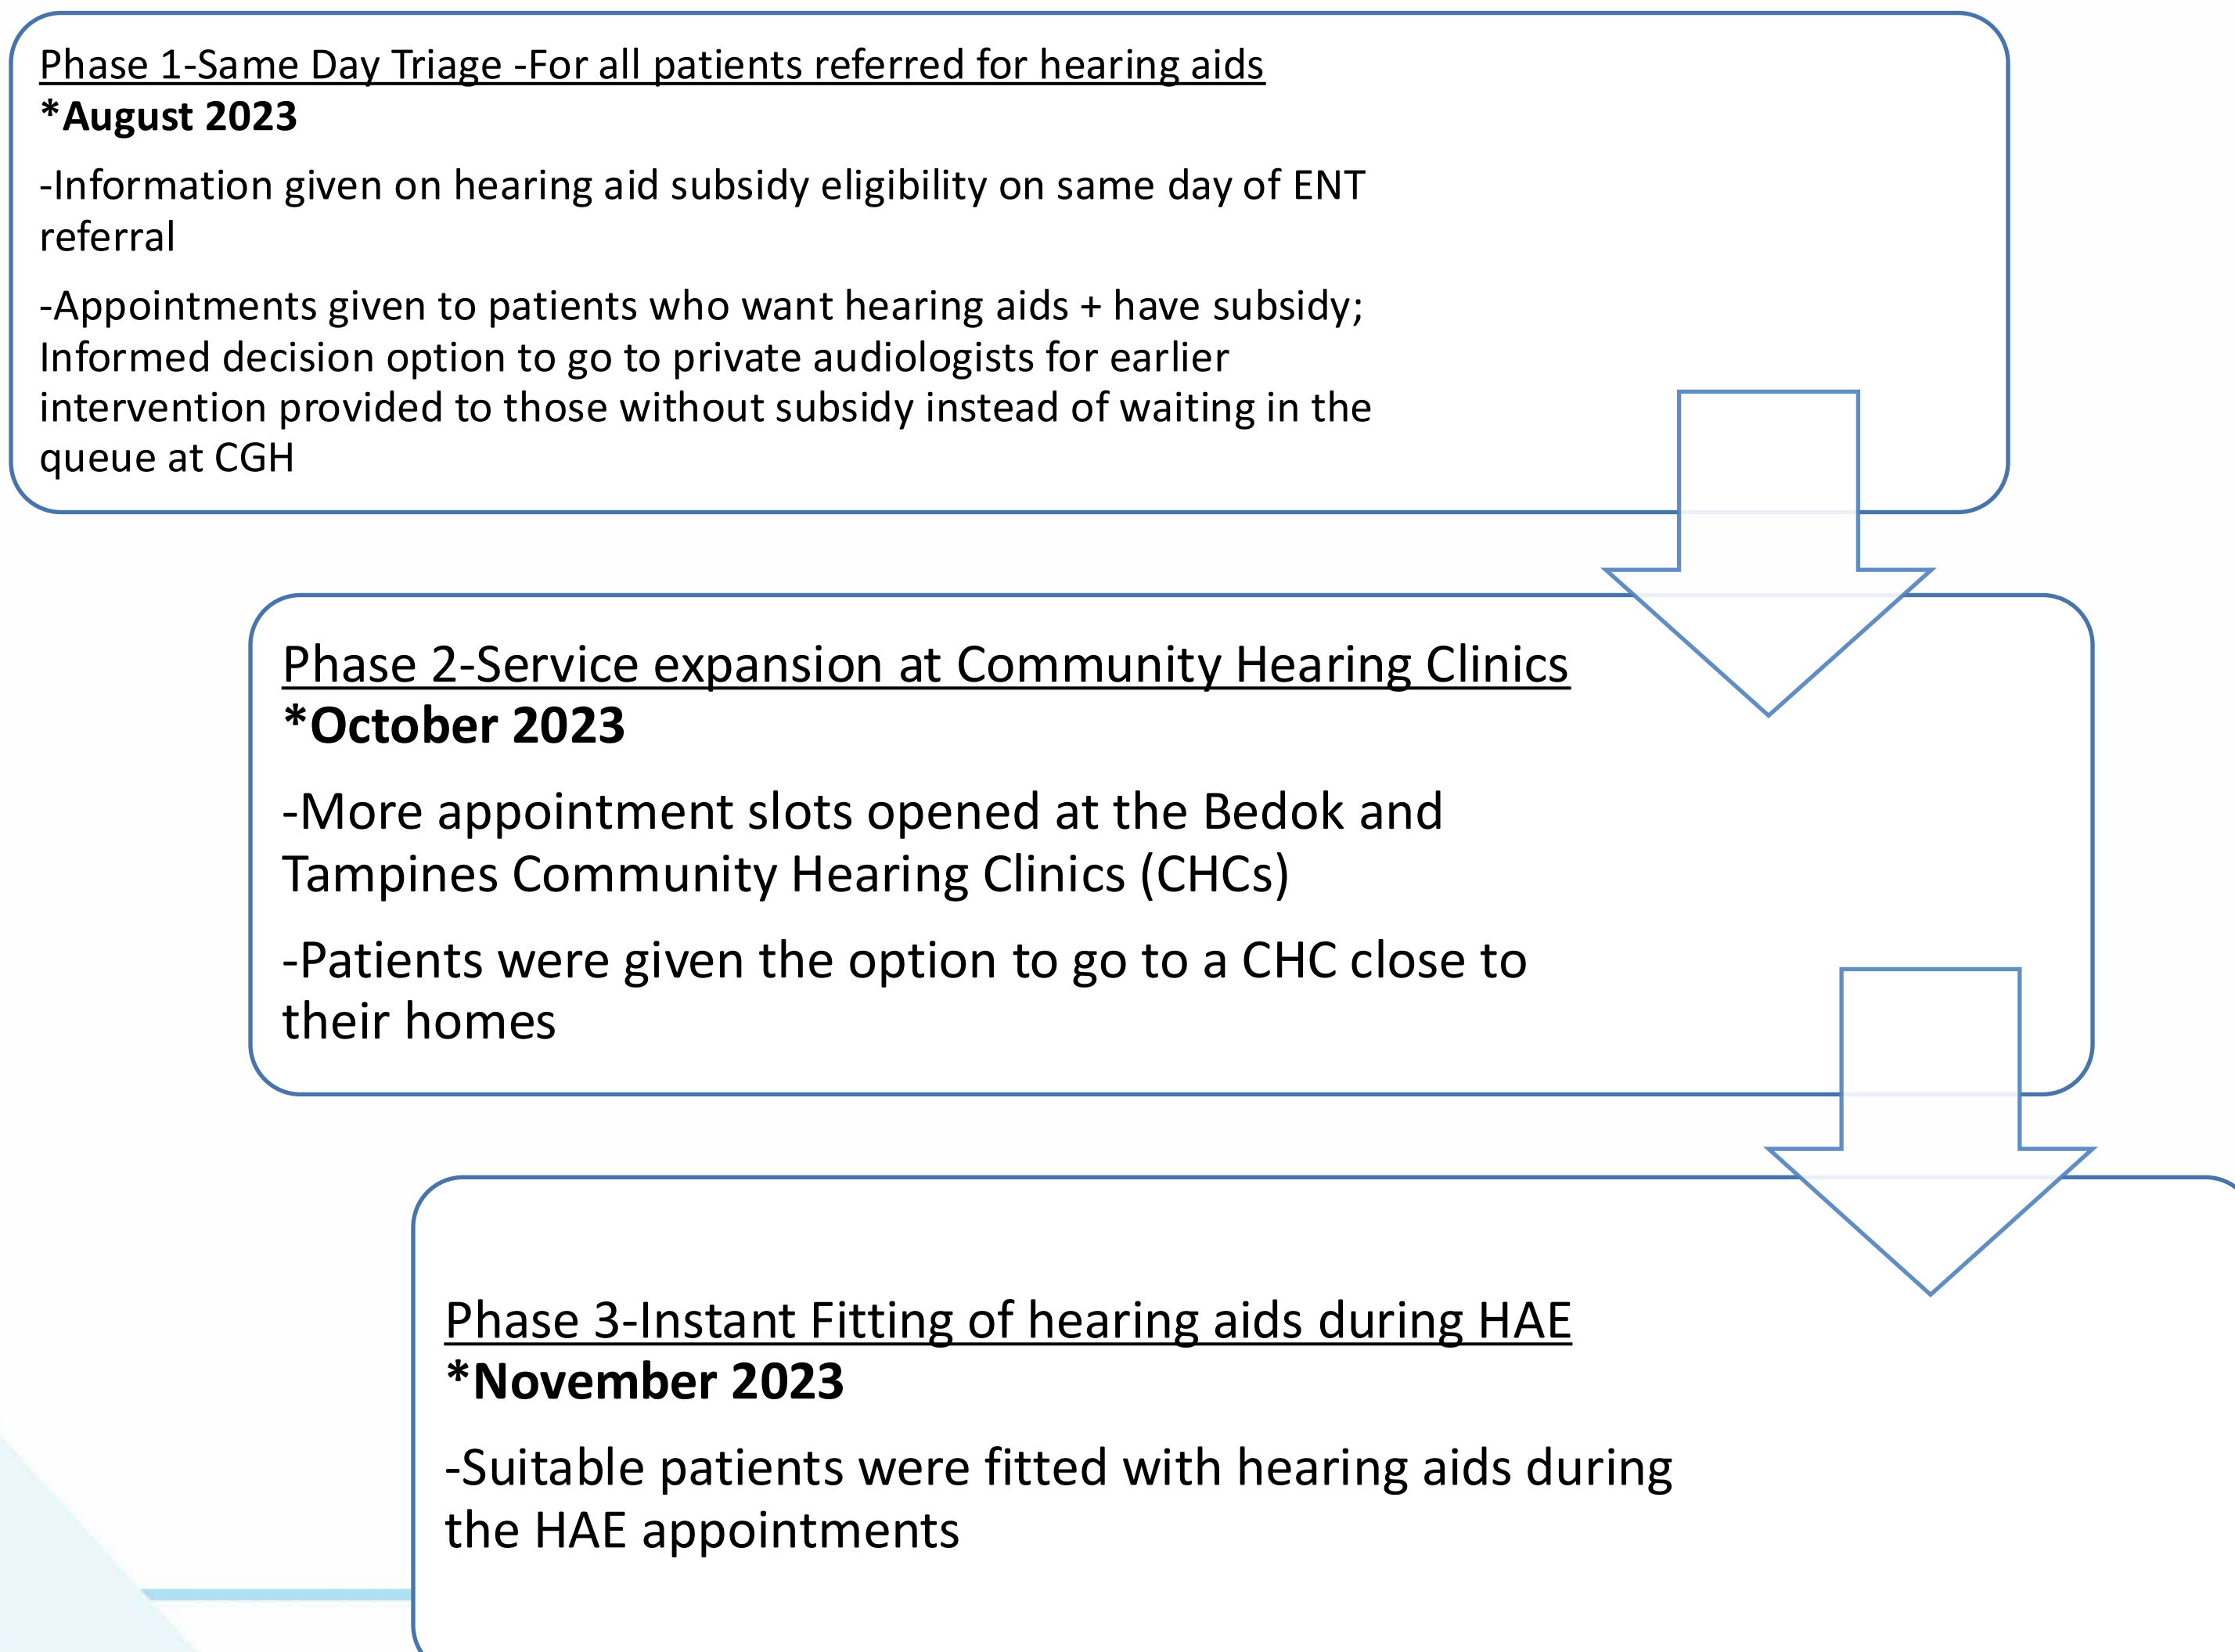 Phase 1-Same Day Triage -For all patients referred for hearing aids
*August 2023
-Information given on hearing aid subsidy eligibility on same day of ENT
referral
-Appointments given to patients who want hearing aids + have subsidy;
Informed decision option to go to private audiologists for earlier
intervention provided to those without subsidy instead of waiting in the
queue at CGH
Phase 2-Service expansion at Community Hearing Clinics
*October 2023
-More appointment slots opened at the Bedok and
Tampines Community Hearing Clinics (CHCs)
-Patients were given the option to go to a CHC close to
their homes
Phase 3-Instant Fitting of hearing aids during HAE
*November 2023
-Suitable patients were fitted with hearing aids during
the HAE appointments